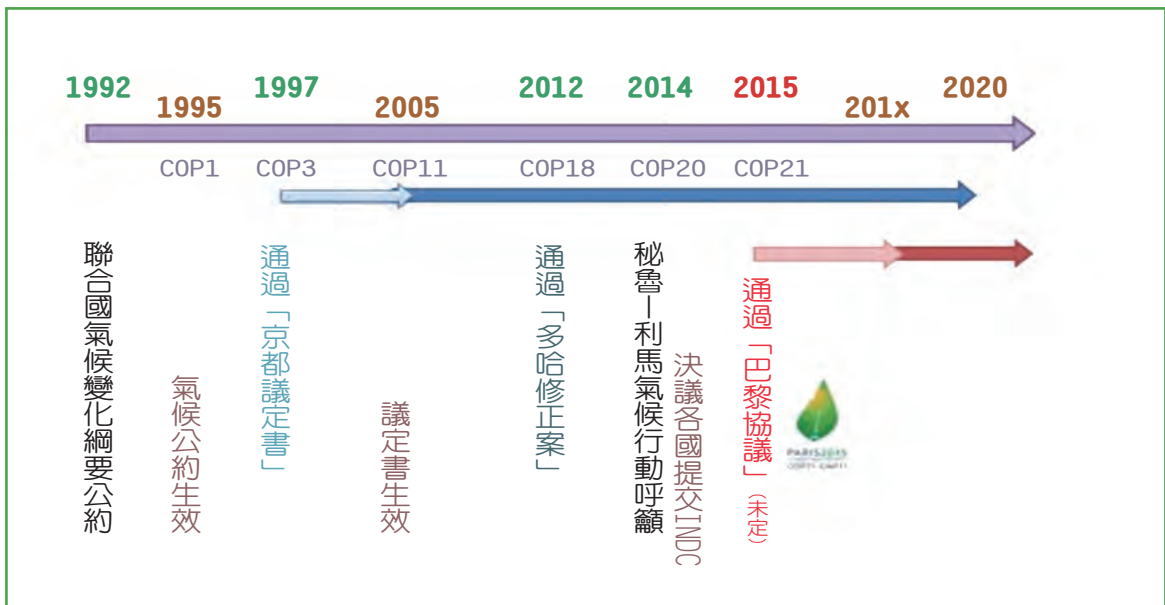 1992
1995
1997
2005
2012
2014
2015
201x
2020
COP1
COP3
COP11
COP18
COP20
COP21
聯合國氣候變化綱要公約
氣候公約生效
通過「京都議定書」
議定書生效
通過「多哈修正案」
秘魯—利馬氣候行動呼籲
決議各國提交INDC
通過「巴黎協議」(未定)
PARIS2015
COP21·CMP11